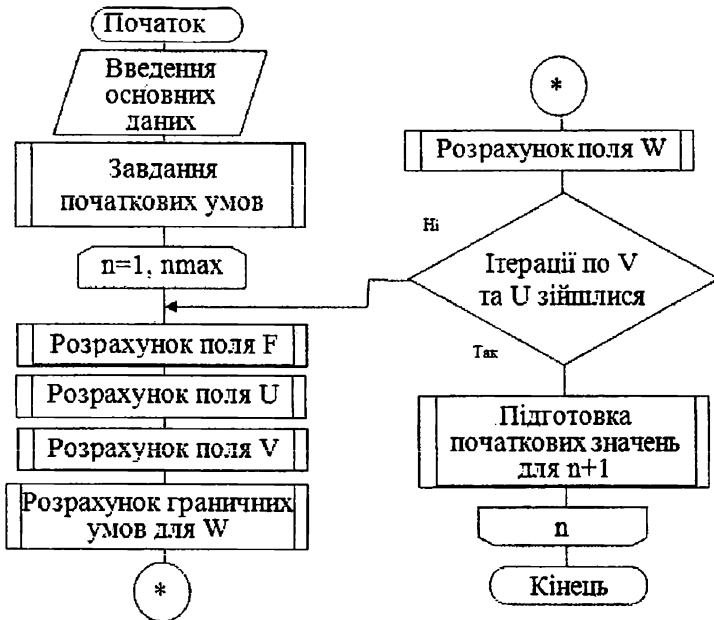 Початок
Введення
основних
даних
Завдання
початкових умов
n=1, nmax
Розрахунок поля F
Розрахунок поля U
Розрахунок поля V
Розрахунок граничних
умов для W
*
*
Розрахунок поля W
Ні
Ітерації по V
та U зійшлися
Так
Підготовка
початкових значень
для n+1
n
Кінець